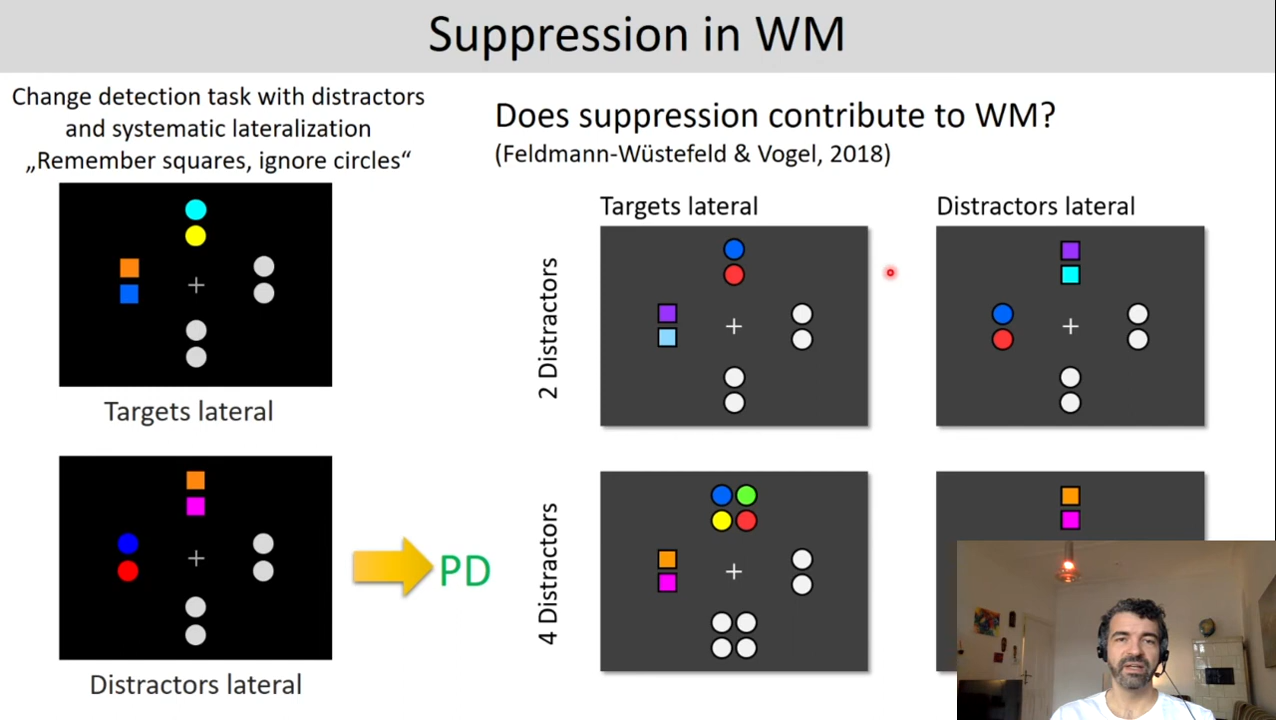 Suppression in WM
Change detection task with distractors
and systematic lateralization
„Remember squares, ignore circles“
Targets lateral
Distractors lateral
PD
Does suppression contribute to WM?
(Feldmann-Wüstefeld & Vogel, 2018)
Targets lateral
Distractors lateral
2 Distractors
4 Distractors